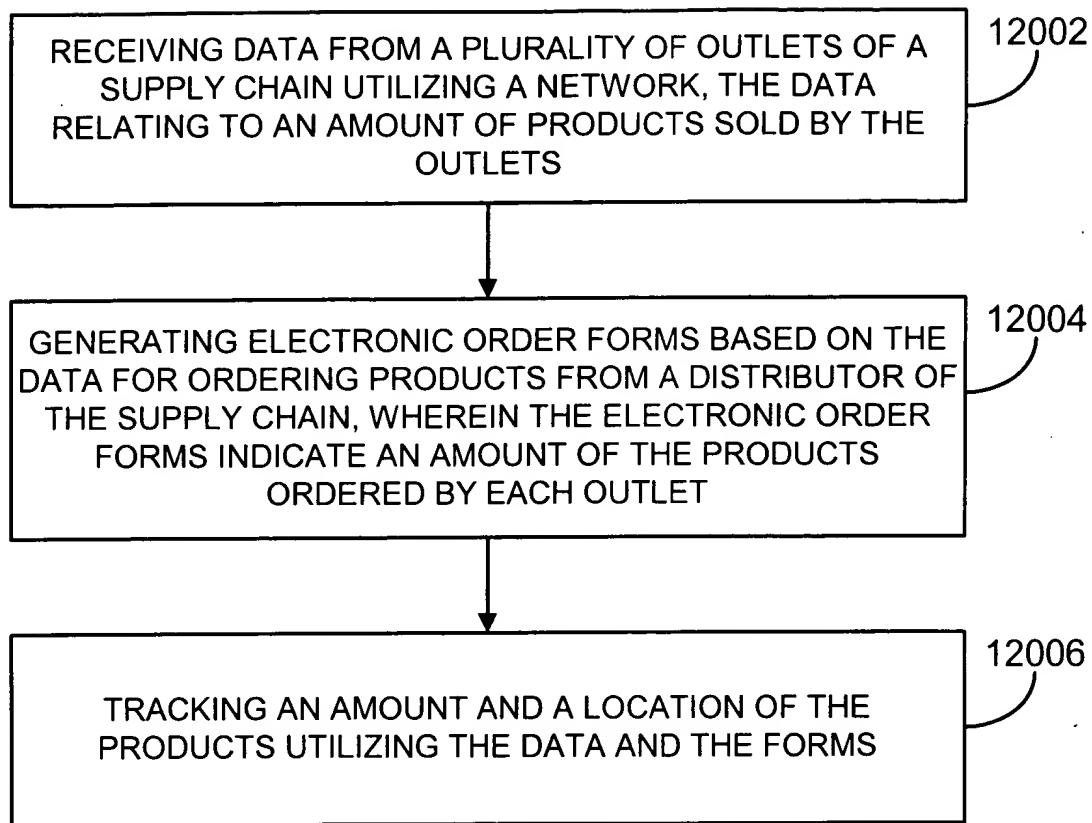 RECEIVING DATA FROM A PLURALITY OF OUTLETS OF A
SUPPLY CHAIN UTILIZING A NETWORK, THE DATA
RELATING TO AN AMOUNT OF PRODUCTS SOLD BY THE
OUTLETS
12002
GENERATING ELECTRONIC ORDER FORMS BASED ON THE
DATA FOR ORDERING PRODUCTS FROM A DISTRIBUTOR OF
THE SUPPLY CHAIN, WHEREIN THE ELECTRONIC ORDER
FORMS INDICATE AN AMOUNT OF THE PRODUCTS
ORDERED BY EACH OUTLET
12004
TRACKING AN AMOUNT AND A LOCATION OF THE
PRODUCTS UTILIZING THE DATA AND THE FORMS
12006